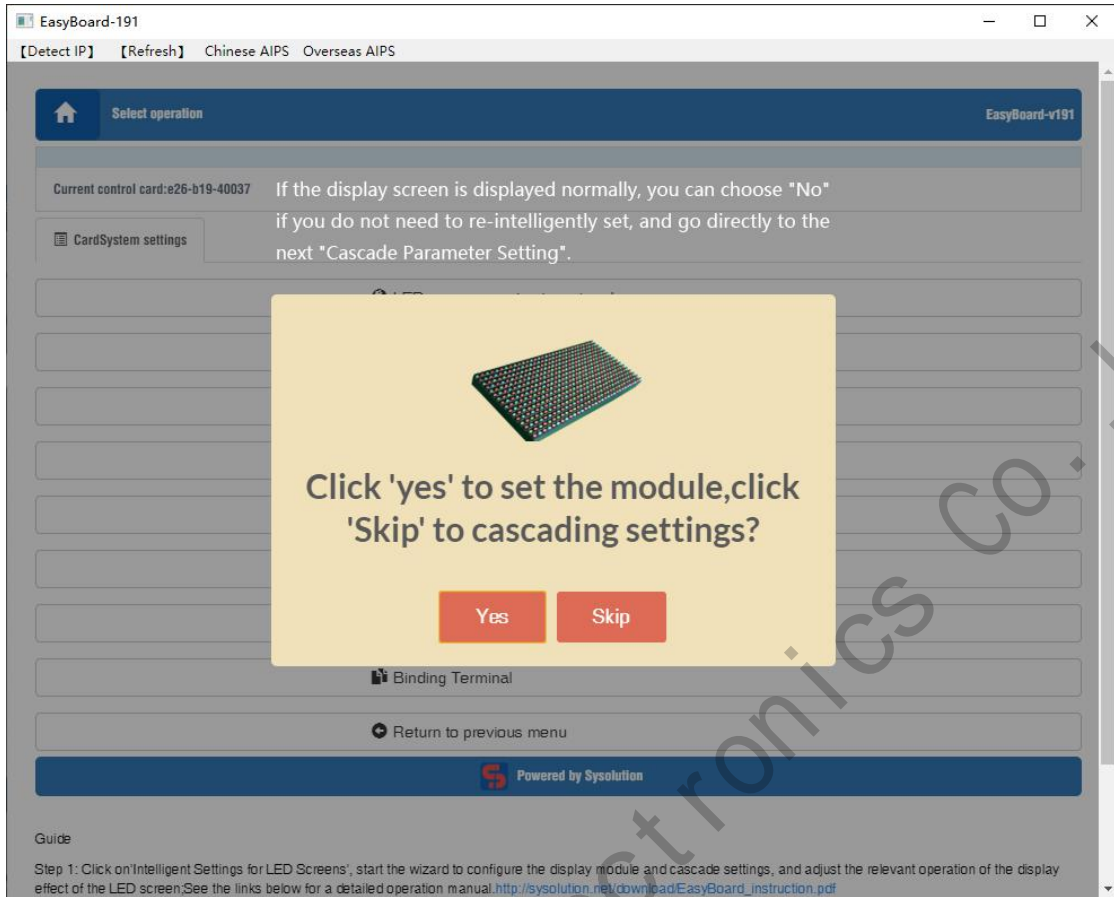 EasyBoard-191
【Detect IP】 【Refresh】 Chinese AIPS Overseas AIPS
Select operation
EasyBoard-v191
Current control card:e26-b19-40037
If the display screen is displayed normally, you can choose "No"
if you do not need to re-intelligently set, and go directly to the
next "Cascade Parameter Setting".
CardSystem settings
Click 'yes' to set the module,click
'Skip' to cascading settings?
Yes
Skip
Binding Terminal
Return to previous menu
Powered by Sysolution
Guide
Step 1: Click on'Intelligent Settings for LED Screens', start the wizard to configure the display module and cascade settings, and adjust the relevant operation of the display
effect of the LED screen;See the links below for a detailed operation manual.http://sysolution.net/download/EasyBoard_instruction.pdf
ctronics Co.